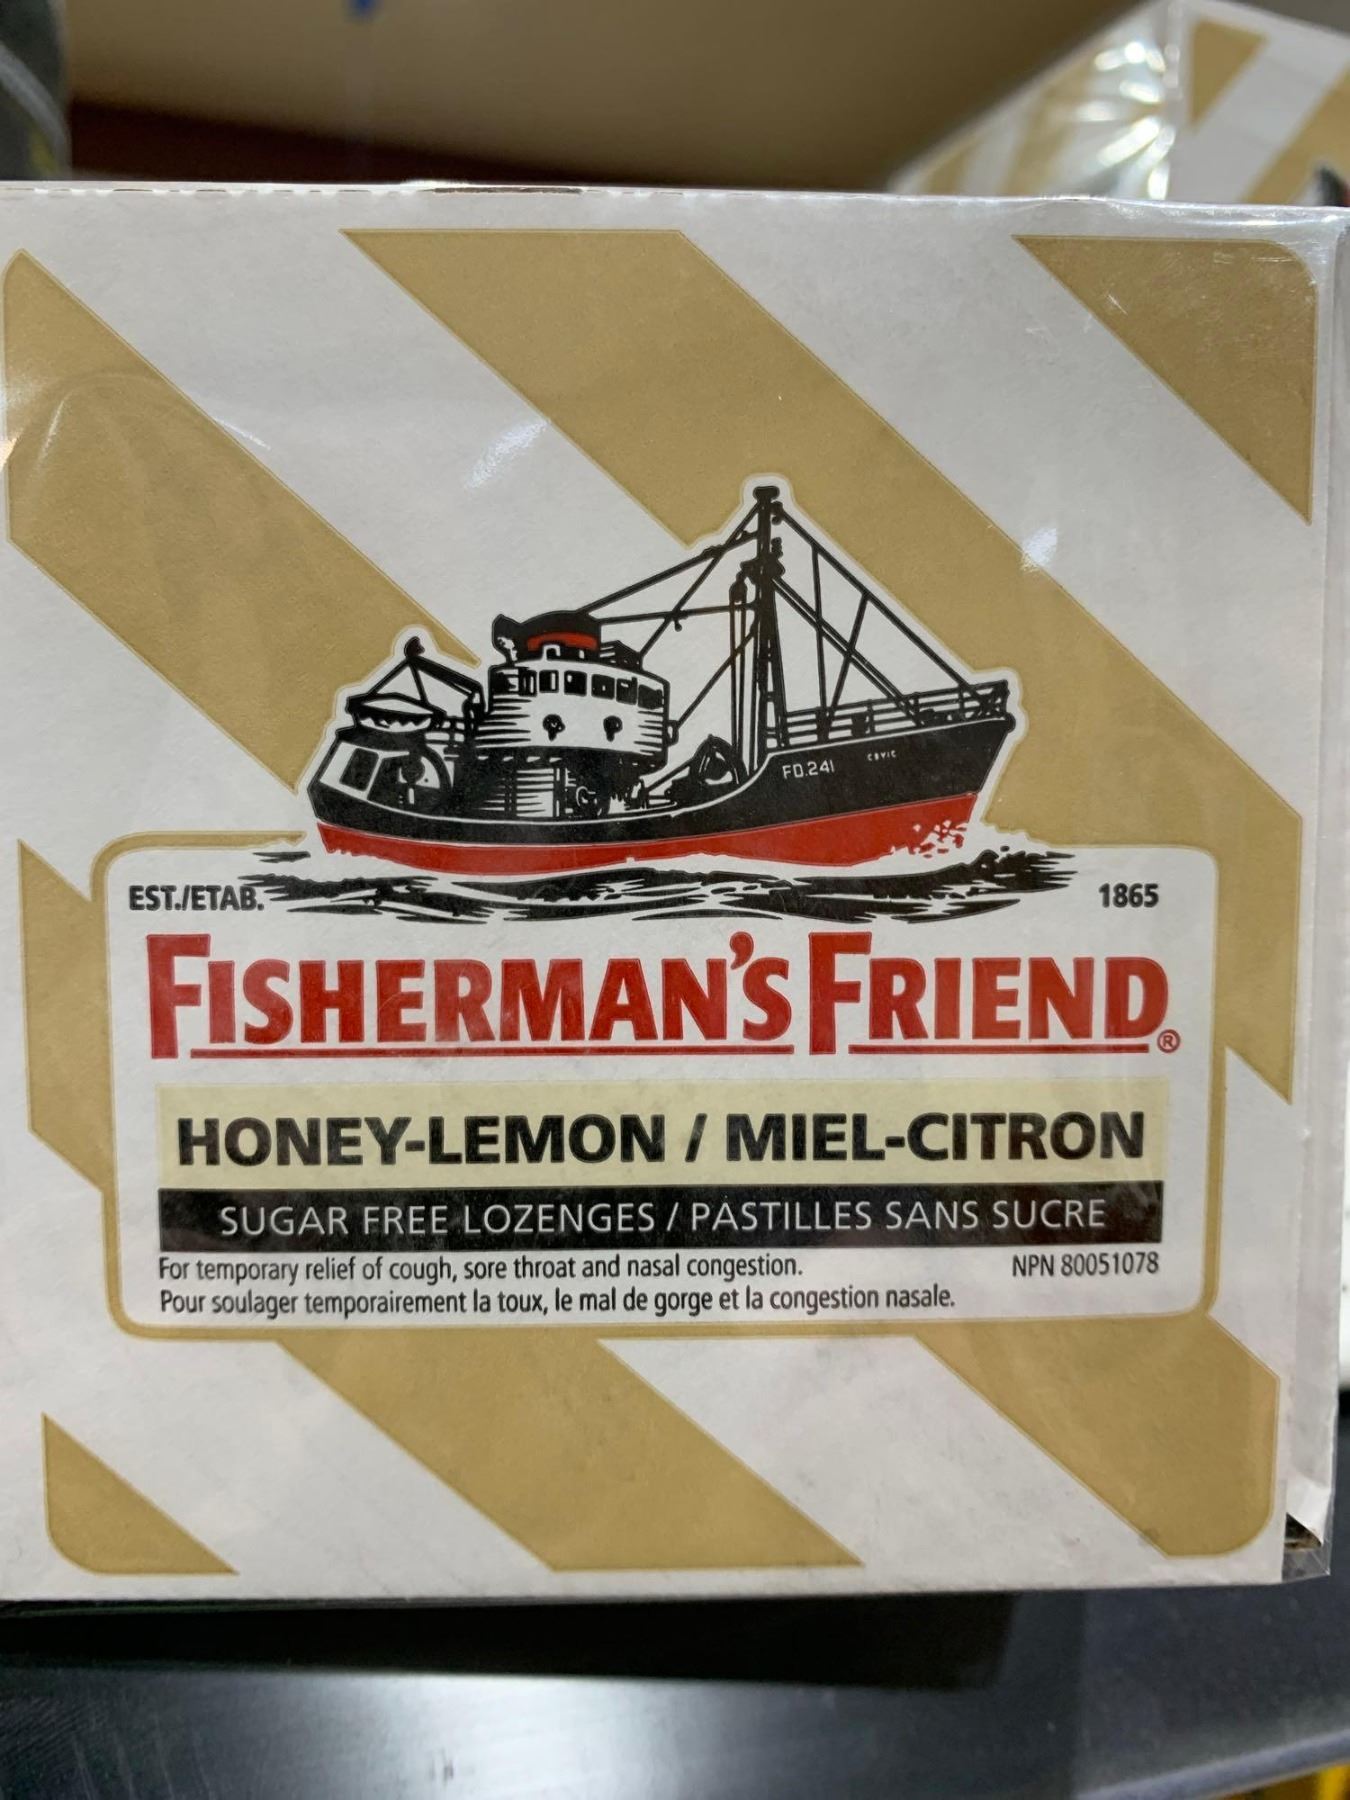 FD.241 COVIC
EST./ETAB. 1865
FISHERMAN'S FRIEND®
HONEY-LEMON / MIEL-CITRON
SUGAR FREE LOZENGES / PASTILLES SANS SUCRE
For temporary relief of cough, sore throat and nasal congestion. NPN 80051078
Pour soulager temporairement la toux, le mal de gorge et la congestion nasale.